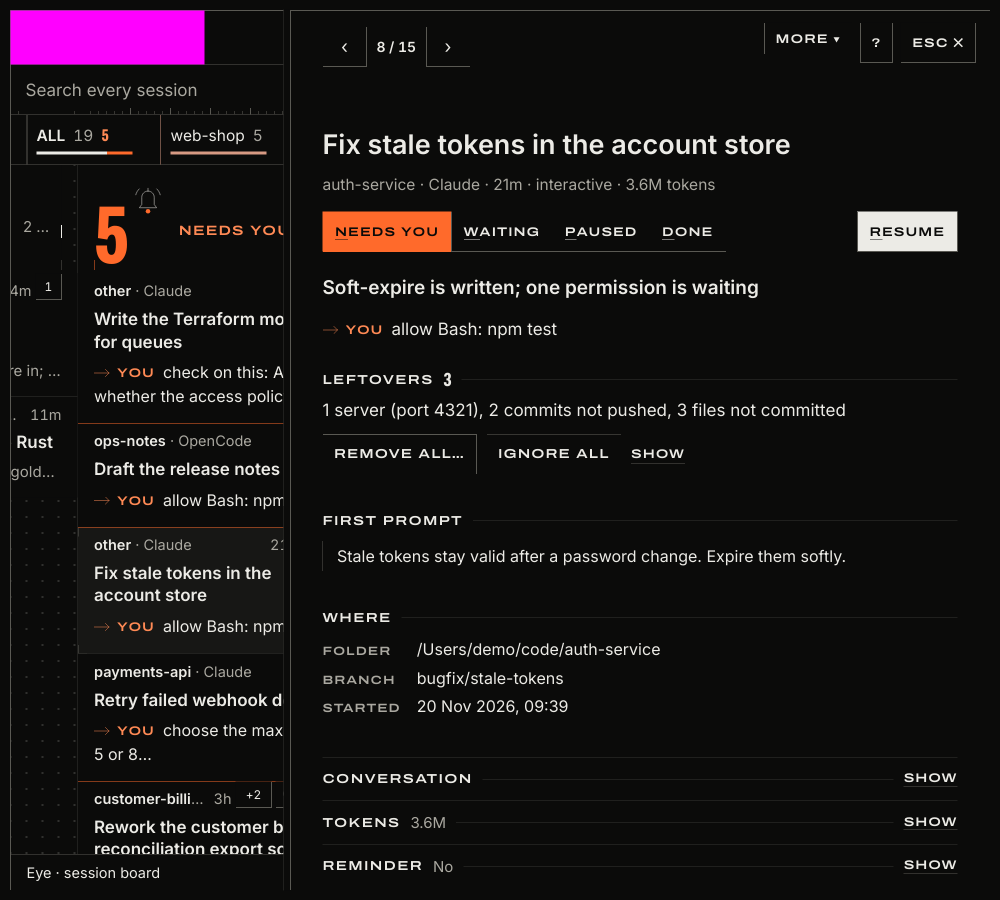 Search every session
ALL 19 5
web-shop 5
2 ...
5
NEEDS YOU
4m 1
other · Claude
Write the Terraform mo
for queues
→ YOU check on this: A
whether the access polic
e in; ...
. 11m
Rust
gold...
ops-notes · OpenCode
Draft the release notes
→ YOU allow Bash: npm
other · Claude 21
Fix stale tokens in the
account store
→ YOU allow Bash: npm
payments-api · Claude
Retry failed webhook d
→ YOU choose the max
5 or 8...
customer-billi... 3h +2
Rework the customer b
reconciliation export sc
Eye · session board
‹ 8 / 15 ›
MORE ▾
?
ESC ✕
Fix stale tokens in the account store
auth-service · Claude · 21m · interactive · 3.6M tokens
NEEDS YOU WAITING PAUSED DONE
RESUME
Soft-expire is written; one permission is waiting
→ YOU allow Bash: npm test
LEFTOVERS 3
1 server (port 4321), 2 commits not pushed, 3 files not committed
REMOVE ALL... IGNORE ALL SHOW
FIRST PROMPT
Stale tokens stay valid after a password change. Expire them softly.
WHERE
FOLDER /Users/demo/code/auth-service
BRANCH bugfix/stale-tokens
STARTED 20 Nov 2026, 09:39
CONVERSATION SHOW
TOKENS 3.6M SHOW
REMINDER No SHOW